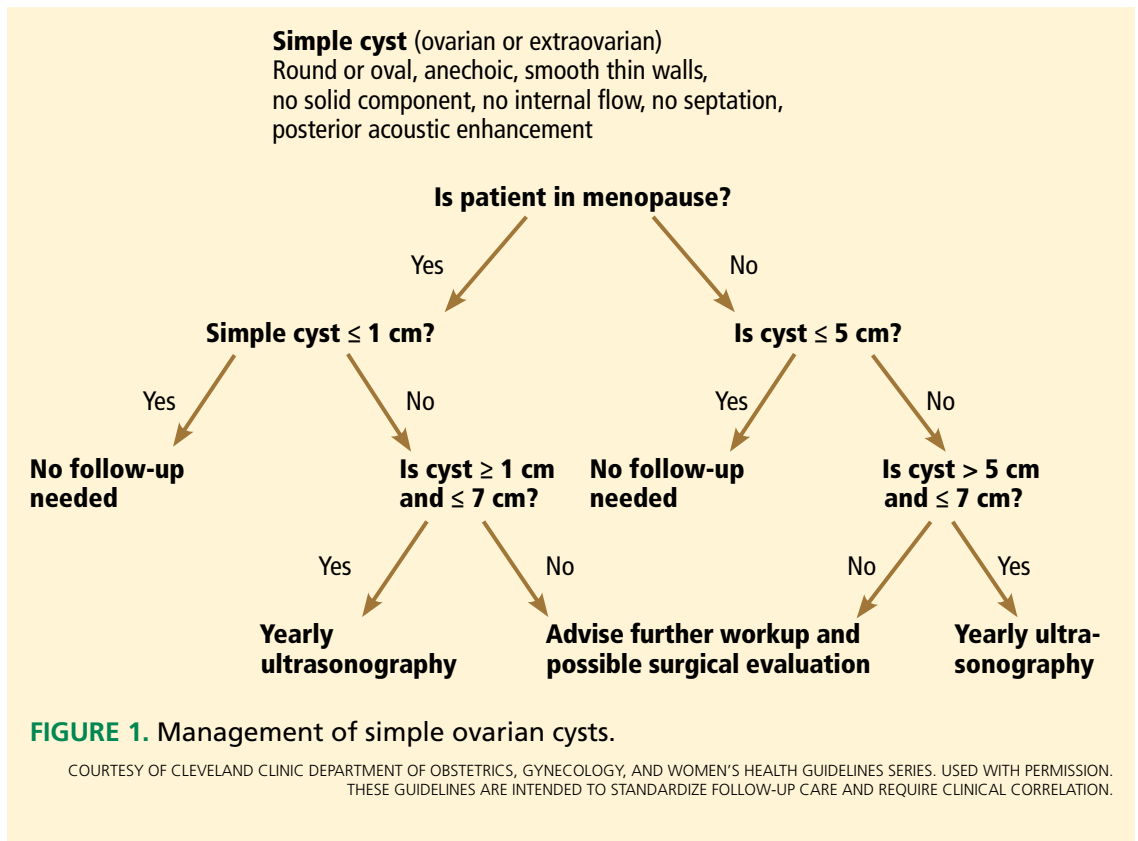 Simple cyst (ovarian or extraovarian)
Round or oval, anechoic, smooth thin walls,
no solid component, no internal flow, no septation,
posterior acoustic enhancement
Is patient in menopause?
Yes
No
Simple cyst ≤ 1 cm?
Is cyst ≤ 5 cm?
Yes
No
Yes
No
No follow-up
needed
Is cyst ≥ 1 cm
and ≤ 7 cm?
No follow-up
needed
Is cyst > 5 cm
and ≤ 7 cm?
Yes
No
No
Yes
Yearly
ultrasonography
Advise further workup and
possible surgical evaluation
Yearly ultra-
sonography
FIGURE 1. Management of simple ovarian cysts.
COURTESY OF CLEVELAND CLINIC DEPARTMENT OF OBSTETRICS, GYNECOLOGY, AND WOMEN'S HEALTH GUIDELINES SERIES. USED WITH PERMISSION.
THESE GUIDELINES ARE INTENDED TO STANDARDIZE FOLLOW-UP CARE AND REQUIRE CLINICAL CORRELATION.